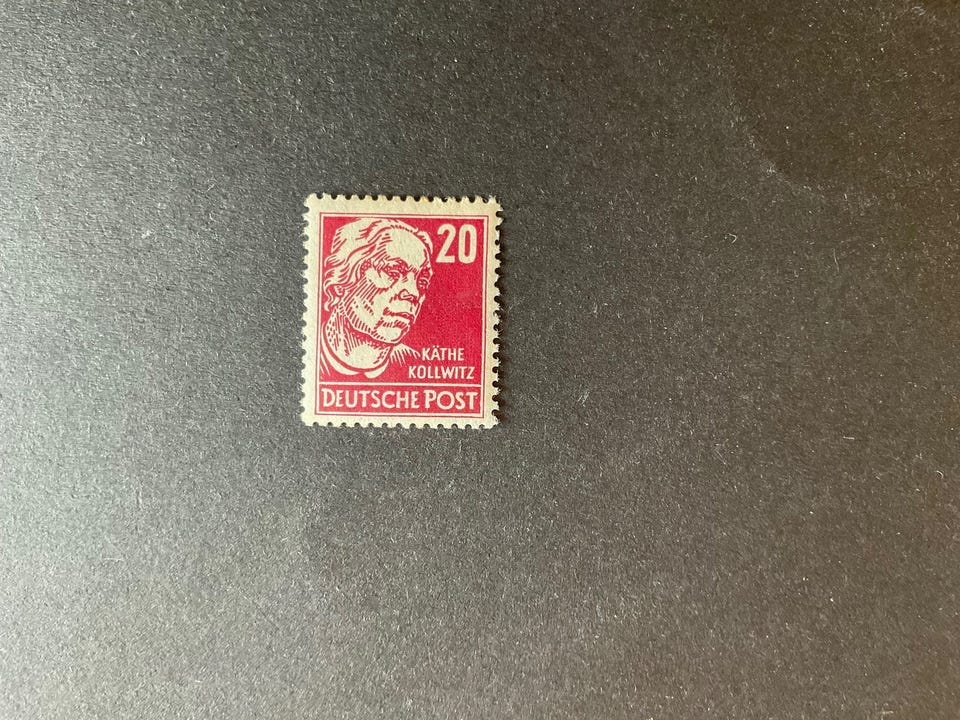 20
KÄTHE
KOLLWITZ
DEUTSCHE POST